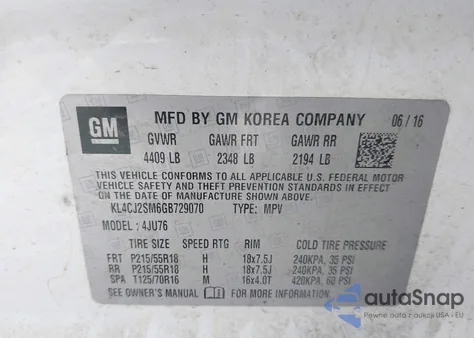 GM
MFD BY GM KOREA COMPANY 06/16
GVWR GAWR FRT GAWR RR
4409 LB 2348 LB 2194 LB
THIS VEHICLE CONFORMS TO ALL APPLICABLE U.S. FEDERAL MOTOR
VEHICLE SAFETY AND THEFT PREVENTION STANDARDS IN EFFECT
ON THE DATE OF MANUFACTURE SHOWN ABOVE.
KL4CJ2SM6GB729070 TYPE: MPV
MODEL: 4JU76
TIRE SIZE SPEED RTG RIM COLD TIRE PRESSURE
FRT P215/55R18 H 18x7.5J 240KPA, 35 PSI
RR P215/55R18 H 18x7.5J 240KPA, 35 PSI
SPA T125/70R16 M 16x4.0T 420KPA, 60 PSI
SEE OWNER'S MANUAL FOR MORE INFORMATION
autoSnap
Pewne auta z USA